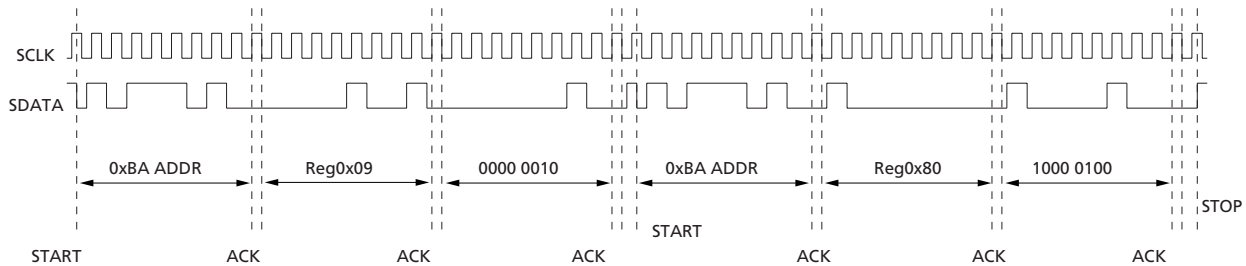 SCLK
SDATA
0xBA ADDR Reg0x09 0000 0010 0xBA ADDR Reg0x80 1000 0100
STOP
START
START ACK ACK ACK ACK ACK ACK